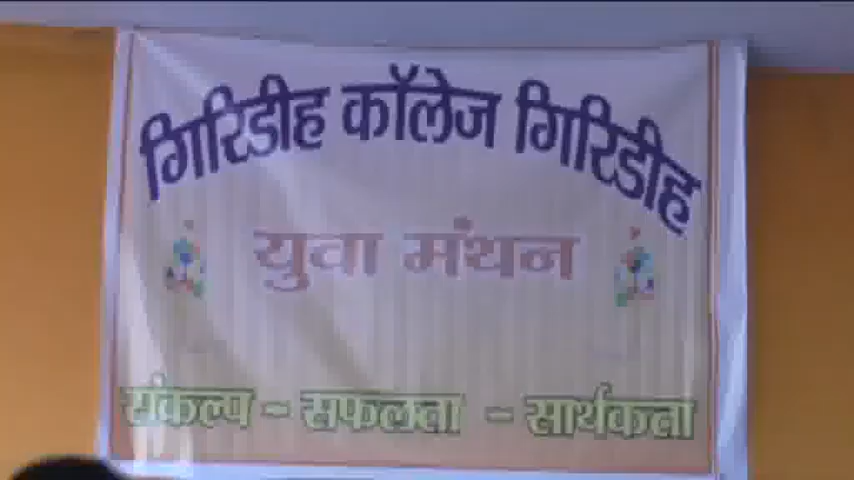 गिरिडीह कॉलेज गिरिडीह
युवा मंथन
संकल्प - सफलता - सार्थकता